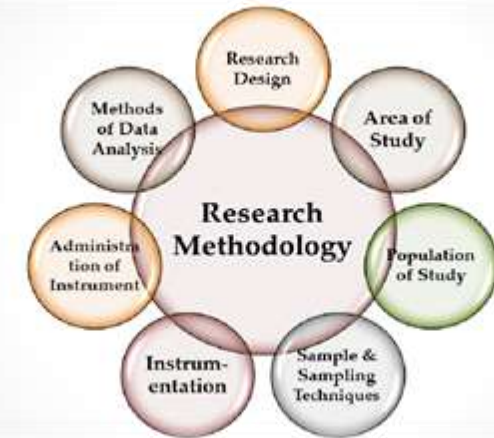 Research
Design
Area of
Study
Population
of Study
Sample &
Sampling
Techniques
Instrum-
entation
Administra
tion of
Instrument
Methods
of Data
Analysis
Research
Methodology